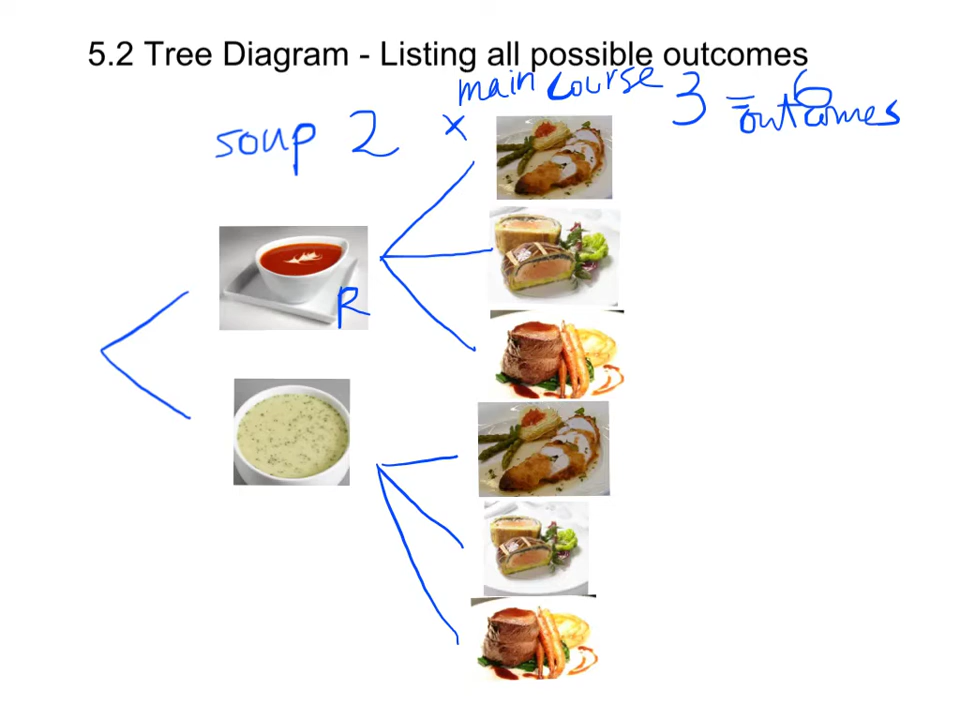 5.2 Tree Diagram - Listing all possible outcomes
soup 2 x main course 3 = 6 outcomes
R